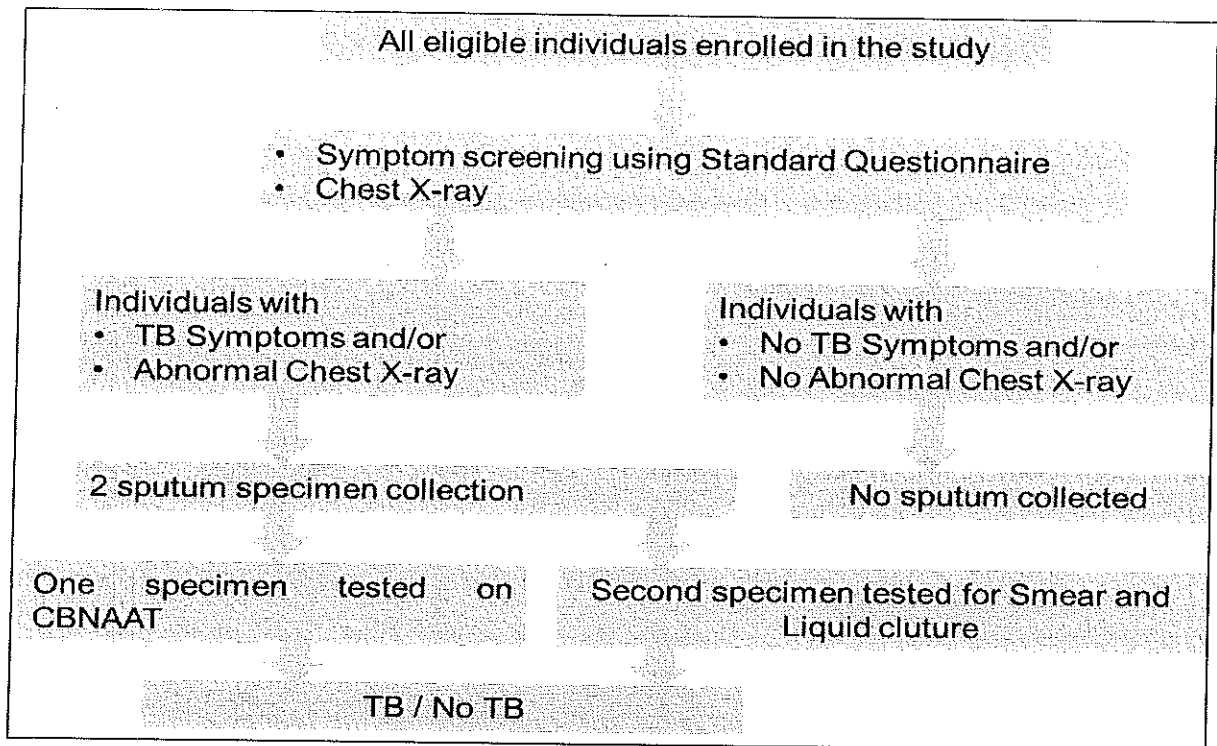 All eligible individuals enrolled in the study
• Symptom screening using Standard Questionnaire
• Chest X-ray
Individuals with
• TB Symptoms and/or
• Abnormal Chest X-ray
Individuals with
• No TB Symptoms and/or
• No Abnormal Chest X-ray
2 sputum specimen collection
No sputum collected
One specimen tested on
CBNAAT
Second specimen tested for Smear and
Liquid cluture
TB / No TB